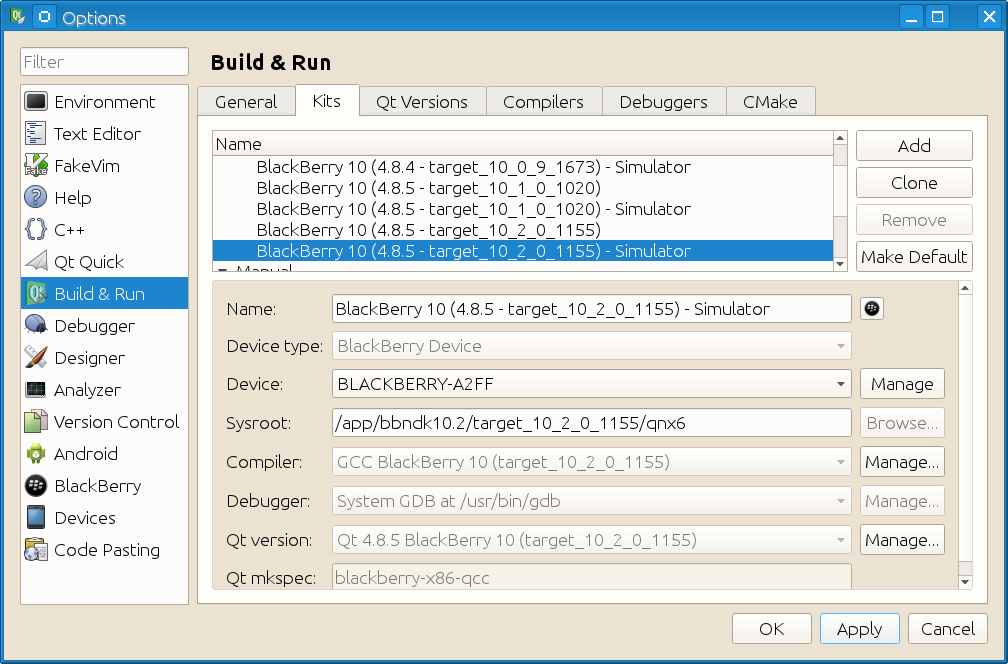 Options
Filter
Environment
Text Editor
FakeVim
Help
C++
Qt Quick
Build & Run
Debugger
Designer
Analyzer
Version Control
Android
BlackBerry
Devices
Code Pasting
Build & Run
General Kits Qt Versions Compilers Debuggers CMake
Name
BlackBerry 10 (4.8.4 - target_10_0_9_1673) - Simulator
BlackBerry 10 (4.8.5 - target_10_1_0_1020)
BlackBerry 10 (4.8.5 - target_10_1_0_1020) - Simulator
BlackBerry 10 (4.8.5 - target_10_2_0_1155)
BlackBerry 10 (4.8.5 - target_10_2_0_1155) - Simulator
Manual
Add
Clone
Remove
Make Default
Name: BlackBerry 10 (4.8.5 - target_10_2_0_1155) - Simulator
Device type: BlackBerry Device
Device: BLACKBERRY-A2FF Manage
Sysroot: /app/bbndk10.2/target_10_2_0_1155/qnx6 Browse...
Compiler: GCC BlackBerry 10 (target_10_2_0_1155) Manage...
Debugger: System GDB at /usr/bin/gdb Manage...
Qt version: Qt 4.8.5 BlackBerry 10 (target_10_2_0_1155) Manage...
Qt mkspec: blackberry-x86-qcc
OK Apply Cancel